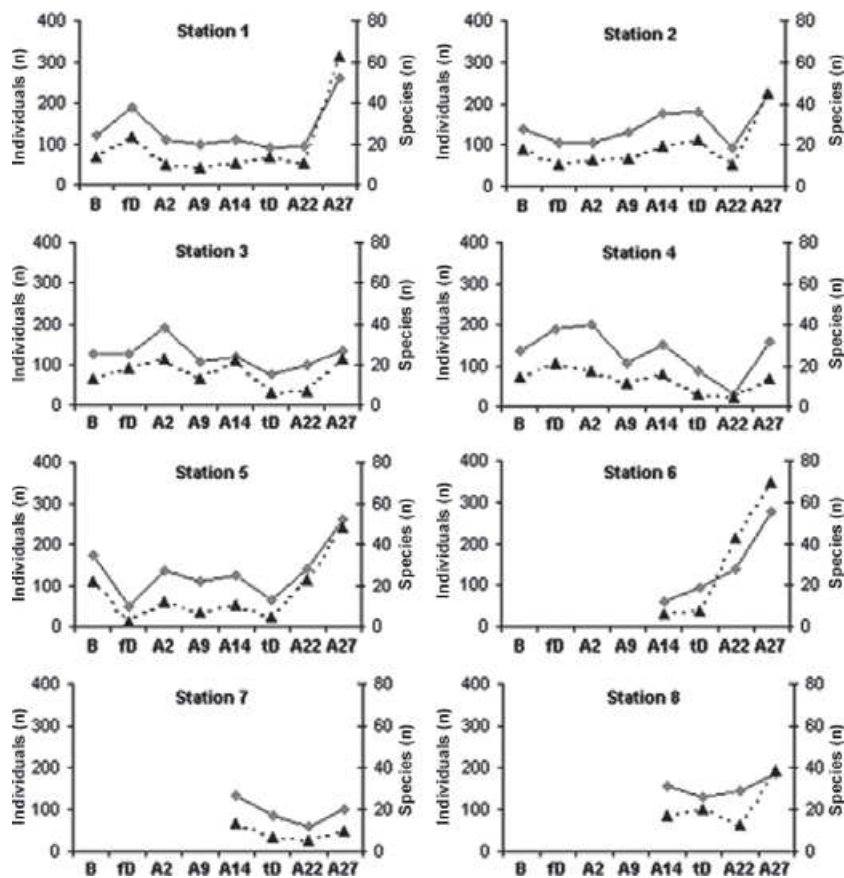 Station 1
Individuals (n)
400
300
200
100
0
Species (n)
80
60
40
20
0
B fD A2 A9 A14 tD A22 A27
Station 2
Individuals (n)
400
300
200
100
0
Species (n)
80
60
40
20
0
B fD A2 A9 A14 tD A22 A27
Station 3
Individuals (n)
400
300
200
100
0
Species (n)
80
60
40
20
0
B fD A2 A9 A14 tD A22 A27
Station 4
Individuals (n)
400
300
200
100
0
Species (n)
80
60
40
20
0
B fD A2 A9 A14 tD A22 A27
Station 5
Individuals (n)
400
300
200
100
0
Species (n)
80
60
40
20
0
B fD A2 A9 A14 tD A22 A27
Station 6
Individuals (n)
400
300
200
100
0
Species (n)
80
60
40
20
0
B fD A2 A9 A14 tD A22 A27
Station 7
Individuals (n)
400
300
200
100
0
Species (n)
80
60
40
20
0
B fD A2 A9 A14 tD A22 A27
Station 8
Individuals (n)
400
300
200
100
0
Species (n)
80
60
40
20
0
B fD A2 A9 A14 tD A22 A27